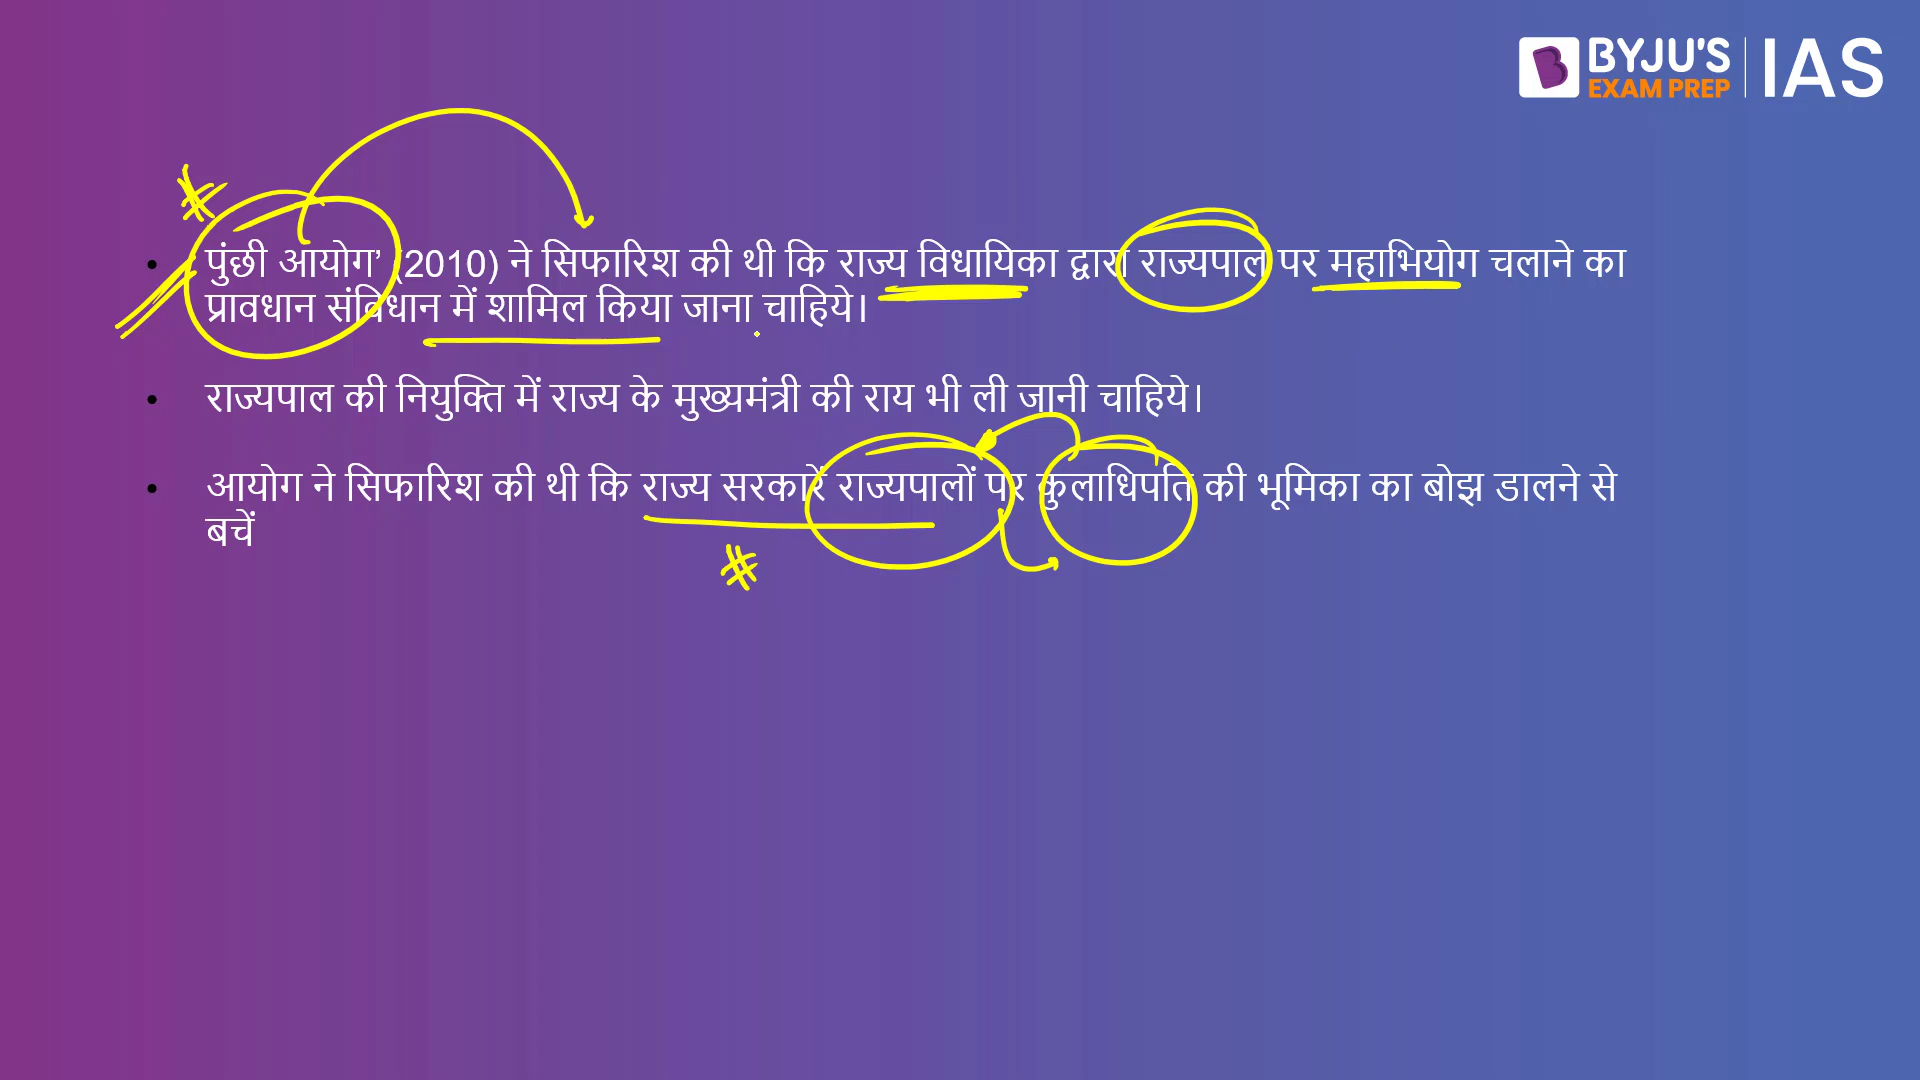 BYJU'S
EXAM PREP
IAS
• पुंछी आयोग' (2010) ने सिफारिश की थी कि राज्य विधायिका द्वारा राज्यपाल पर महाभियोग चलाने का
प्रावधान संविधान में शामिल किया जाना चाहिये।
• राज्यपाल की नियुक्ति में राज्य के मुख्यमंत्री की राय भी ली जानी चाहिये।
• आयोग ने सिफारिश की थी कि राज्य सरकारें राज्यपालों पर कुलाधिपति की भूमिका का बोझ डालने से
बचें